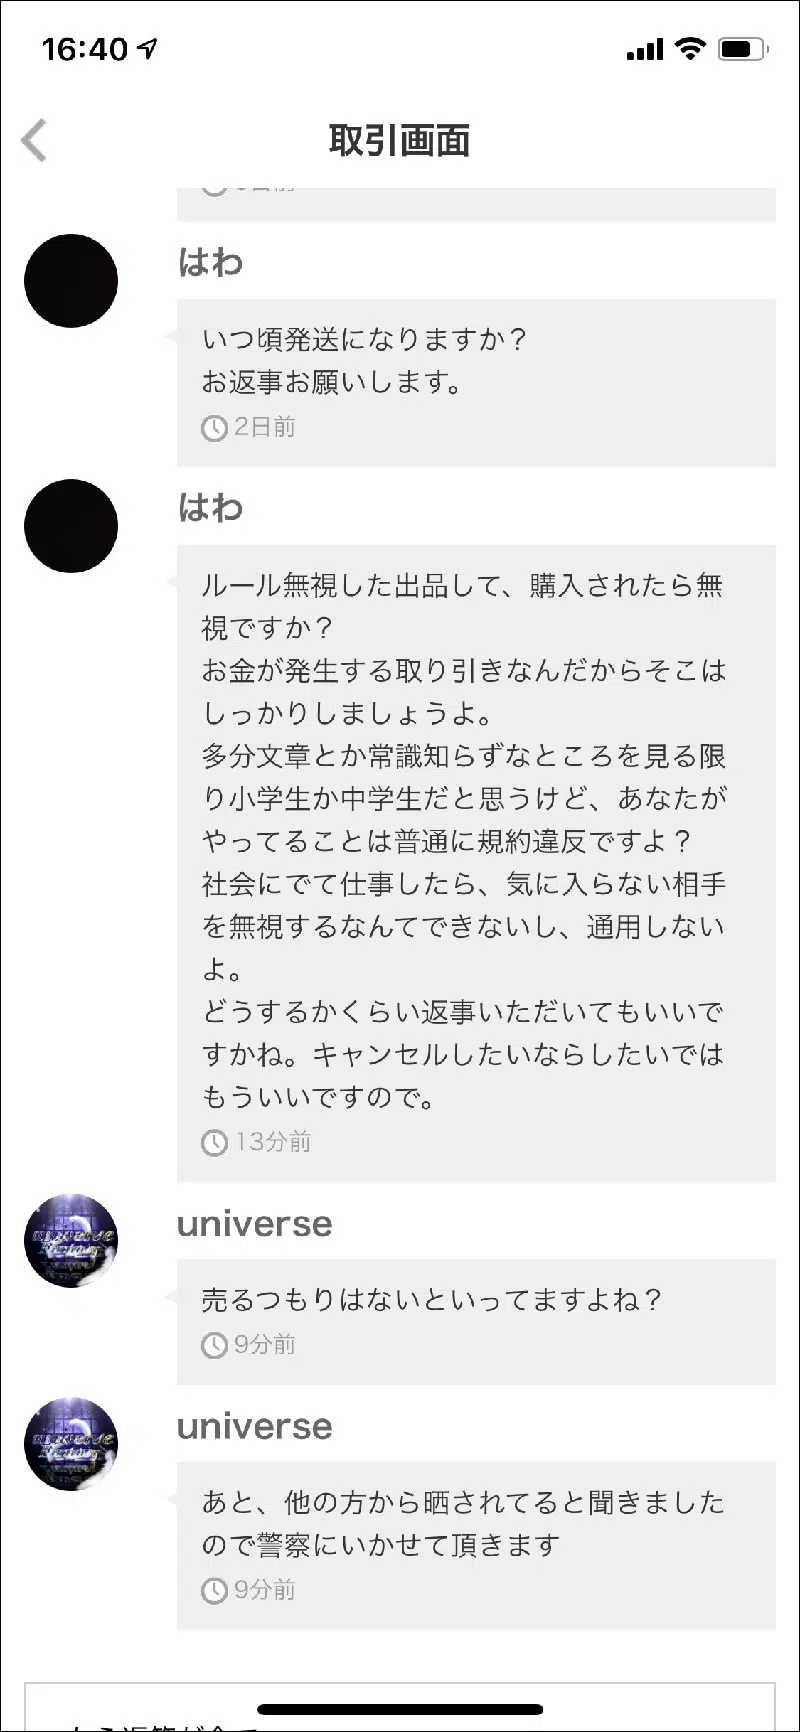 16:40
取引画面
はわ
いつ頃発送になりますか？
お返事お願いします。
2日前
はわ
ルール無視した出品して、購入されたら無
視ですか？
お金が発生する取り引きなんだからそこは
しっかりしましょうよ。
多分文章とか常識知らずなところを見る限
り小学生か中学生だと思うけど、あなたが
やってることは普通に規約違反ですよ？
社会にでて仕事したら、気に入らない相手
を無視するなんてできないし、通用しない
よ。
どうするかくらい返事いただいてもいいで
すかね。キャンセルしたいならしたいでは
もういいですので。
13分前
universe
売るつもりはないといってますよね？
9分前
universe
あと、他の方から晒されてると聞きました
ので警察にいかせて頂きます
9分前